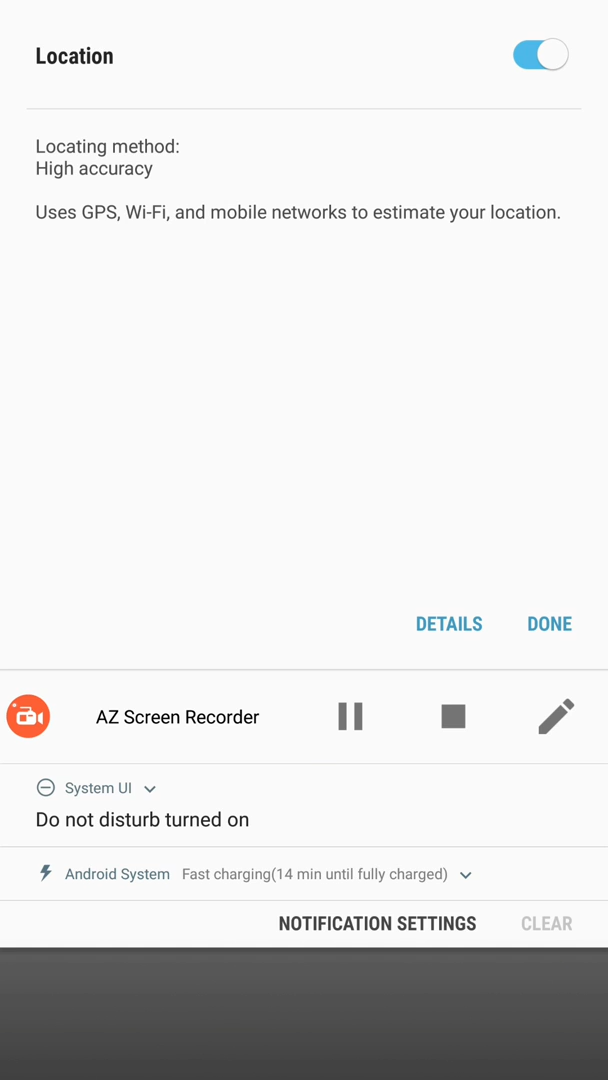 Location
Locating method:
High accuracy
Uses GPS, Wi-Fi, and mobile networks to estimate your location.
DETAILS DONE
AZ Screen Recorder
System UI
Do not disturb turned on
Android System Fast charging(14 min until fully charged)
NOTIFICATION SETTINGS CLEAR